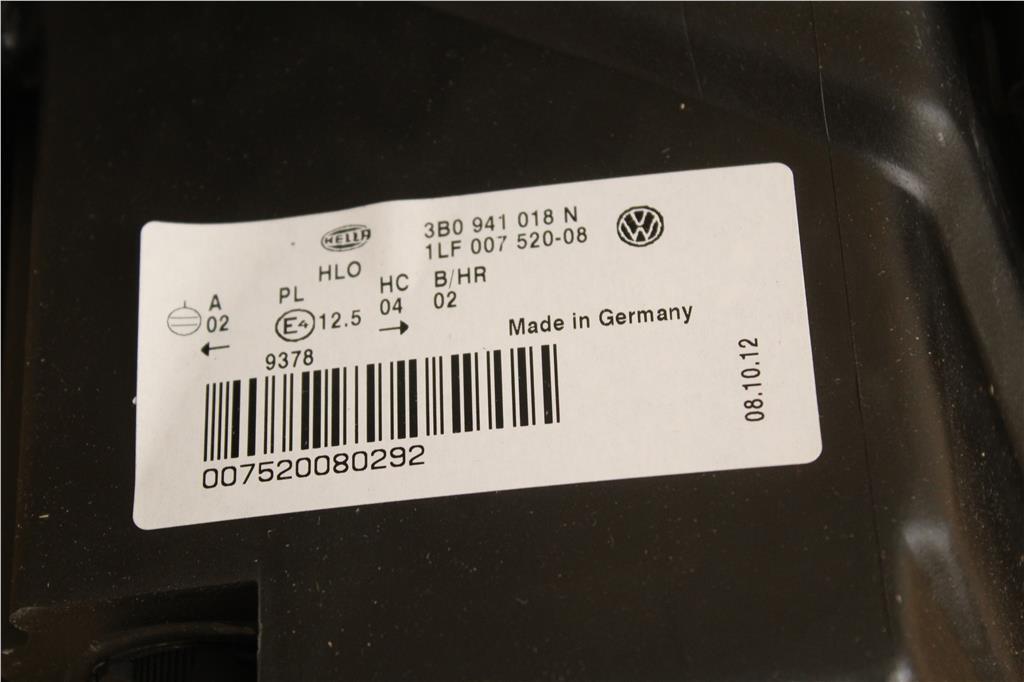 HELLA
3B0 941 018 N
1LF 007 520-08
VW
HLO
A
02
PL
E4 12.5
HC
04
B/HR
02
←
→
9378
Made in Germany
007520080292
08.10.12